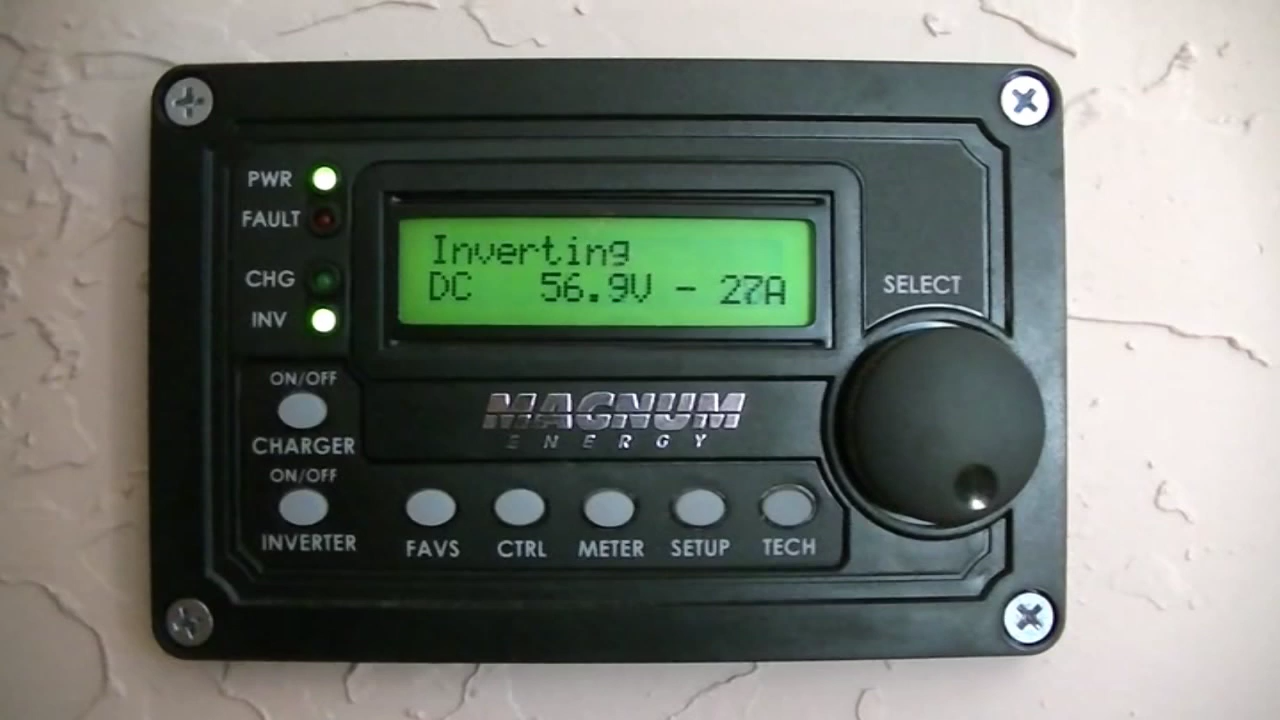 PWR
FAULT
CHG
INV
Inverting
DC 56.9V - 27A
SELECT
ON/OFF
CHARGER
ON/OFF
INVERTER
MAGNUM
ENERGY
FAVS
CTRL
METER
SETUP
TECH